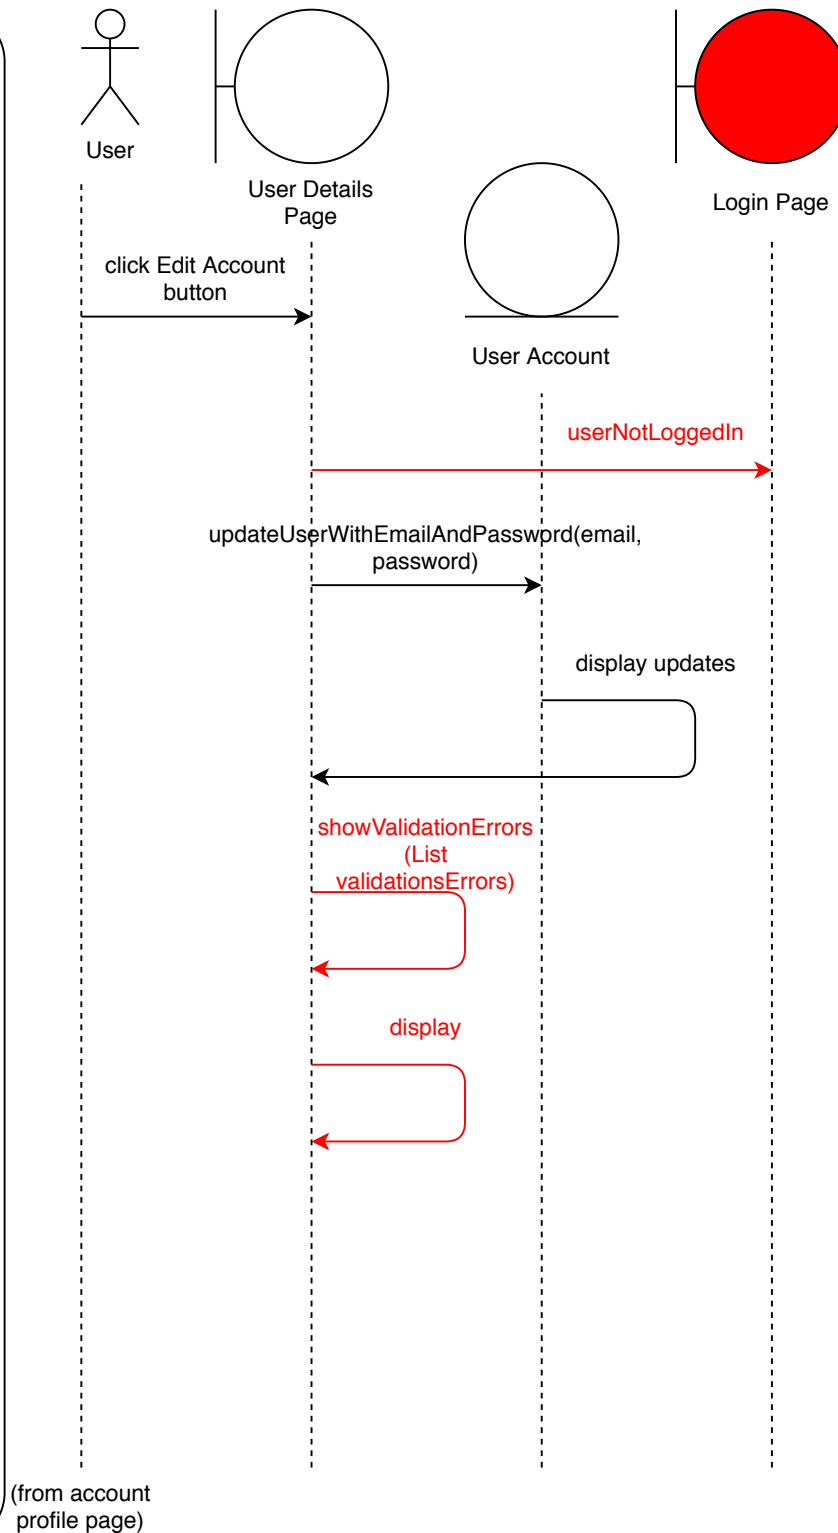 User
User Details
Page
Login Page
click Edit Account
button
User Account
userNotLoggedIn
updateUserWithEmailAndPassword(email,
password)
display updates
showValidationErrors
(List
validationsErrors)
display
(from account
profile page)